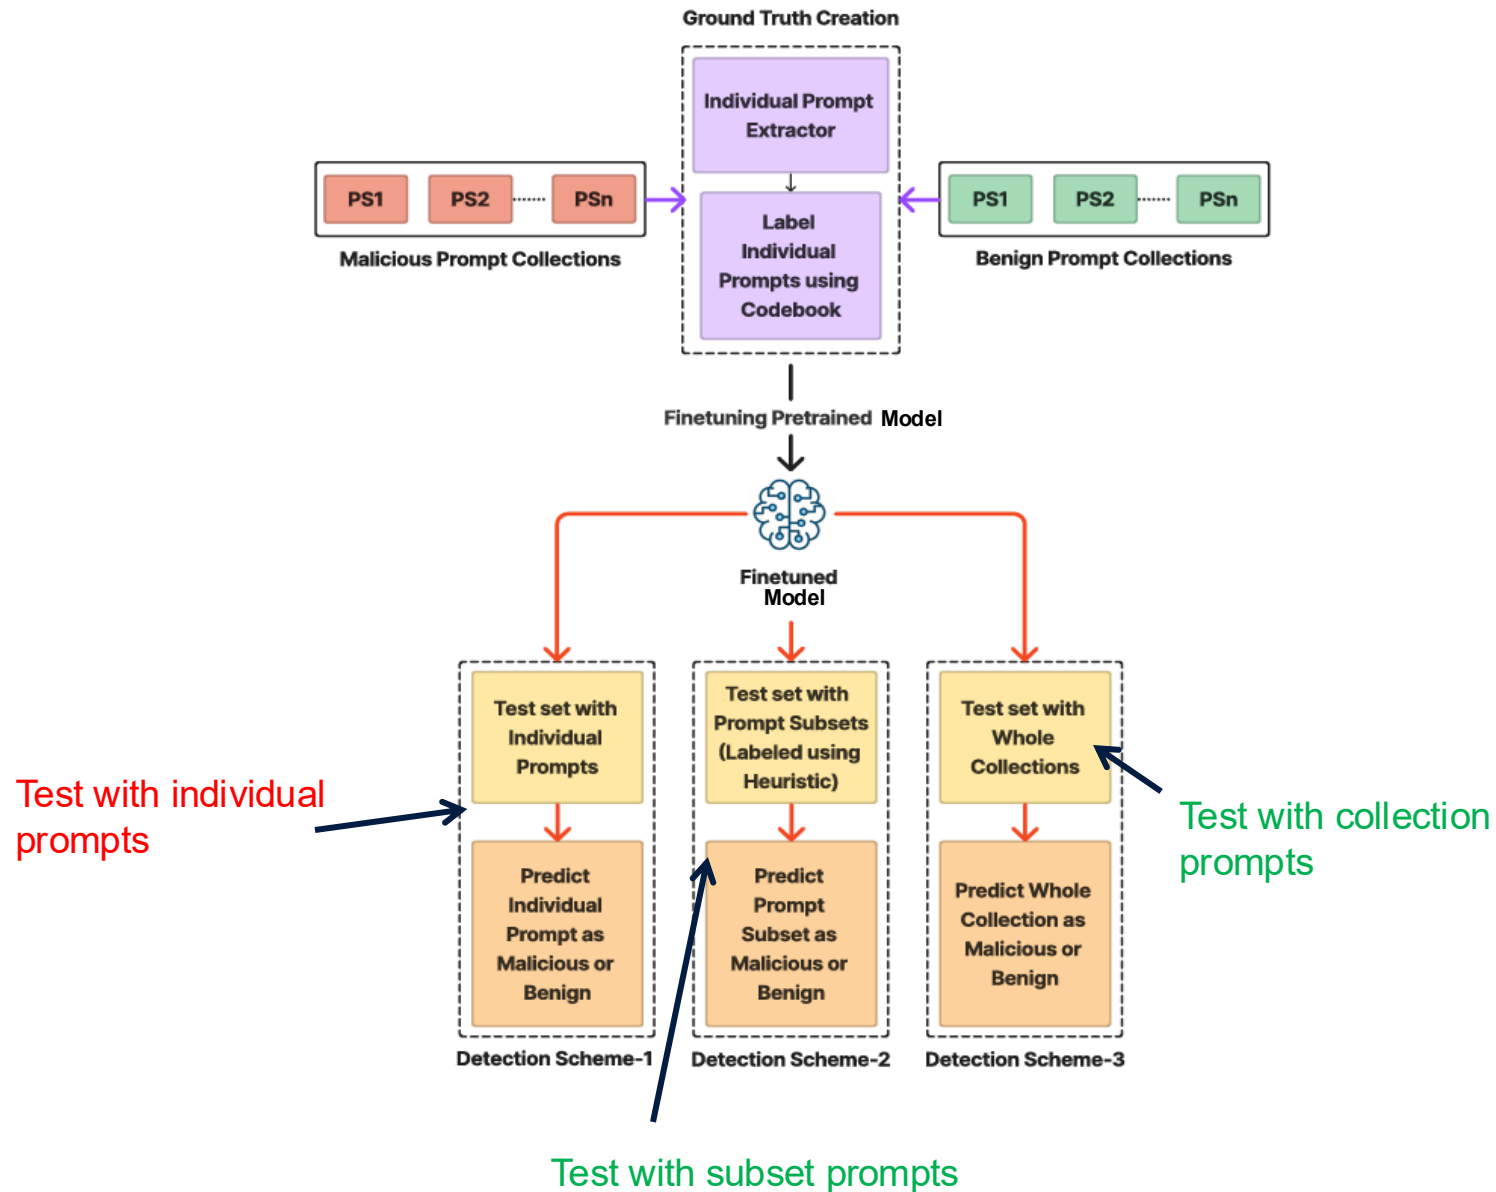 Ground Truth Creation
Individual Prompt
Extractor
PS1
PS2
PSn
Malicious Prompt Collections
Label
Individual
Prompts using
Codebook
PS1
PS2
PSn
Benign Prompt Collections
Finetuning Pretrained Model
Finetuned
Model
Test set with
Individual
Prompts
Test set with
Prompt Subsets
(Labeled using
Heuristic)
Test set with
Whole
Collections
Test with individual
prompts
Test with collection
prompts
Predict
Individual
Prompt as
Malicious or
Benign
Predict
Prompt
Subset as
Malicious or
Benign
Predict Whole
Collection as
Malicious or
Benign
Detection Scheme-1
Detection Scheme-2
Detection Scheme-3
Test with subset prompts